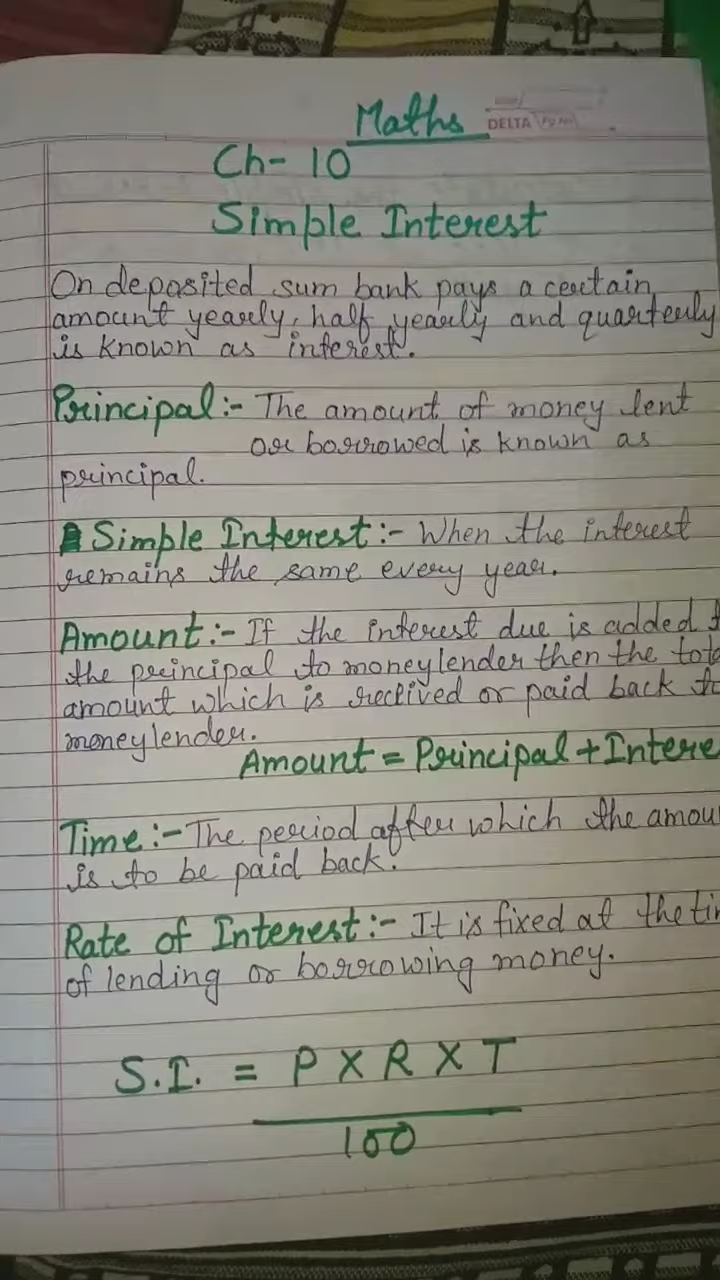 Maths
DELTA
Ch- 10
Simple Interest
On deposited sum bank pays a certain
amount yearly, half yearly and quarterly
is known as interest.
Principal:- The amount of money lent
or borrowed is known as
principal.
Simple Interest:- When the interest
remains the same every year.
Amount:- If the interest due is added t
the principal to moneylender then the tota
amount which is received or paid back to
moneylender.
Amount = Principal + Intere
Time:- The period after which the amou
is to be paid back.
Rate of Interest:- It is fixed at the ti
of lending or borrowing money.
S.I. = P X R X T
100